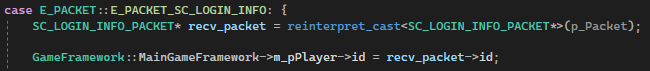 case E_PACKET::E_PACKET_SC_LOGIN_INFO: {
SC_LOGIN_INFO_PACKET* recv_packet = reinterpret_cast<SC_LOGIN_INFO_PACKET*>(p_Packet);
GameFramework::MainGameFramework->m_pPlayer->id = recv_packet->id;